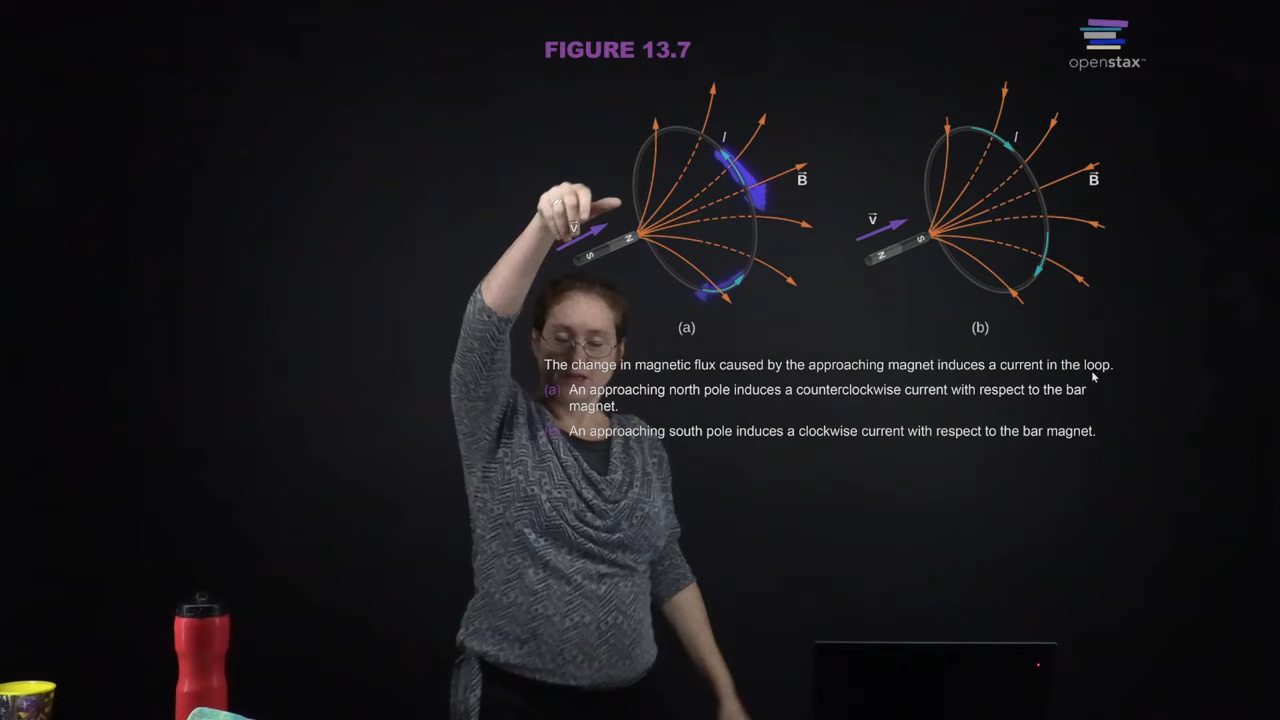 FIGURE 13.7
openstax™
I
B
v
N
S
(a)
I
B
v
S
N
(b)
The change in magnetic flux caused by the approaching magnet induces a current in the loop.
(a) An approaching north pole induces a counterclockwise current with respect to the bar
magnet.
An approaching south pole induces a clockwise current with respect to the bar magnet.